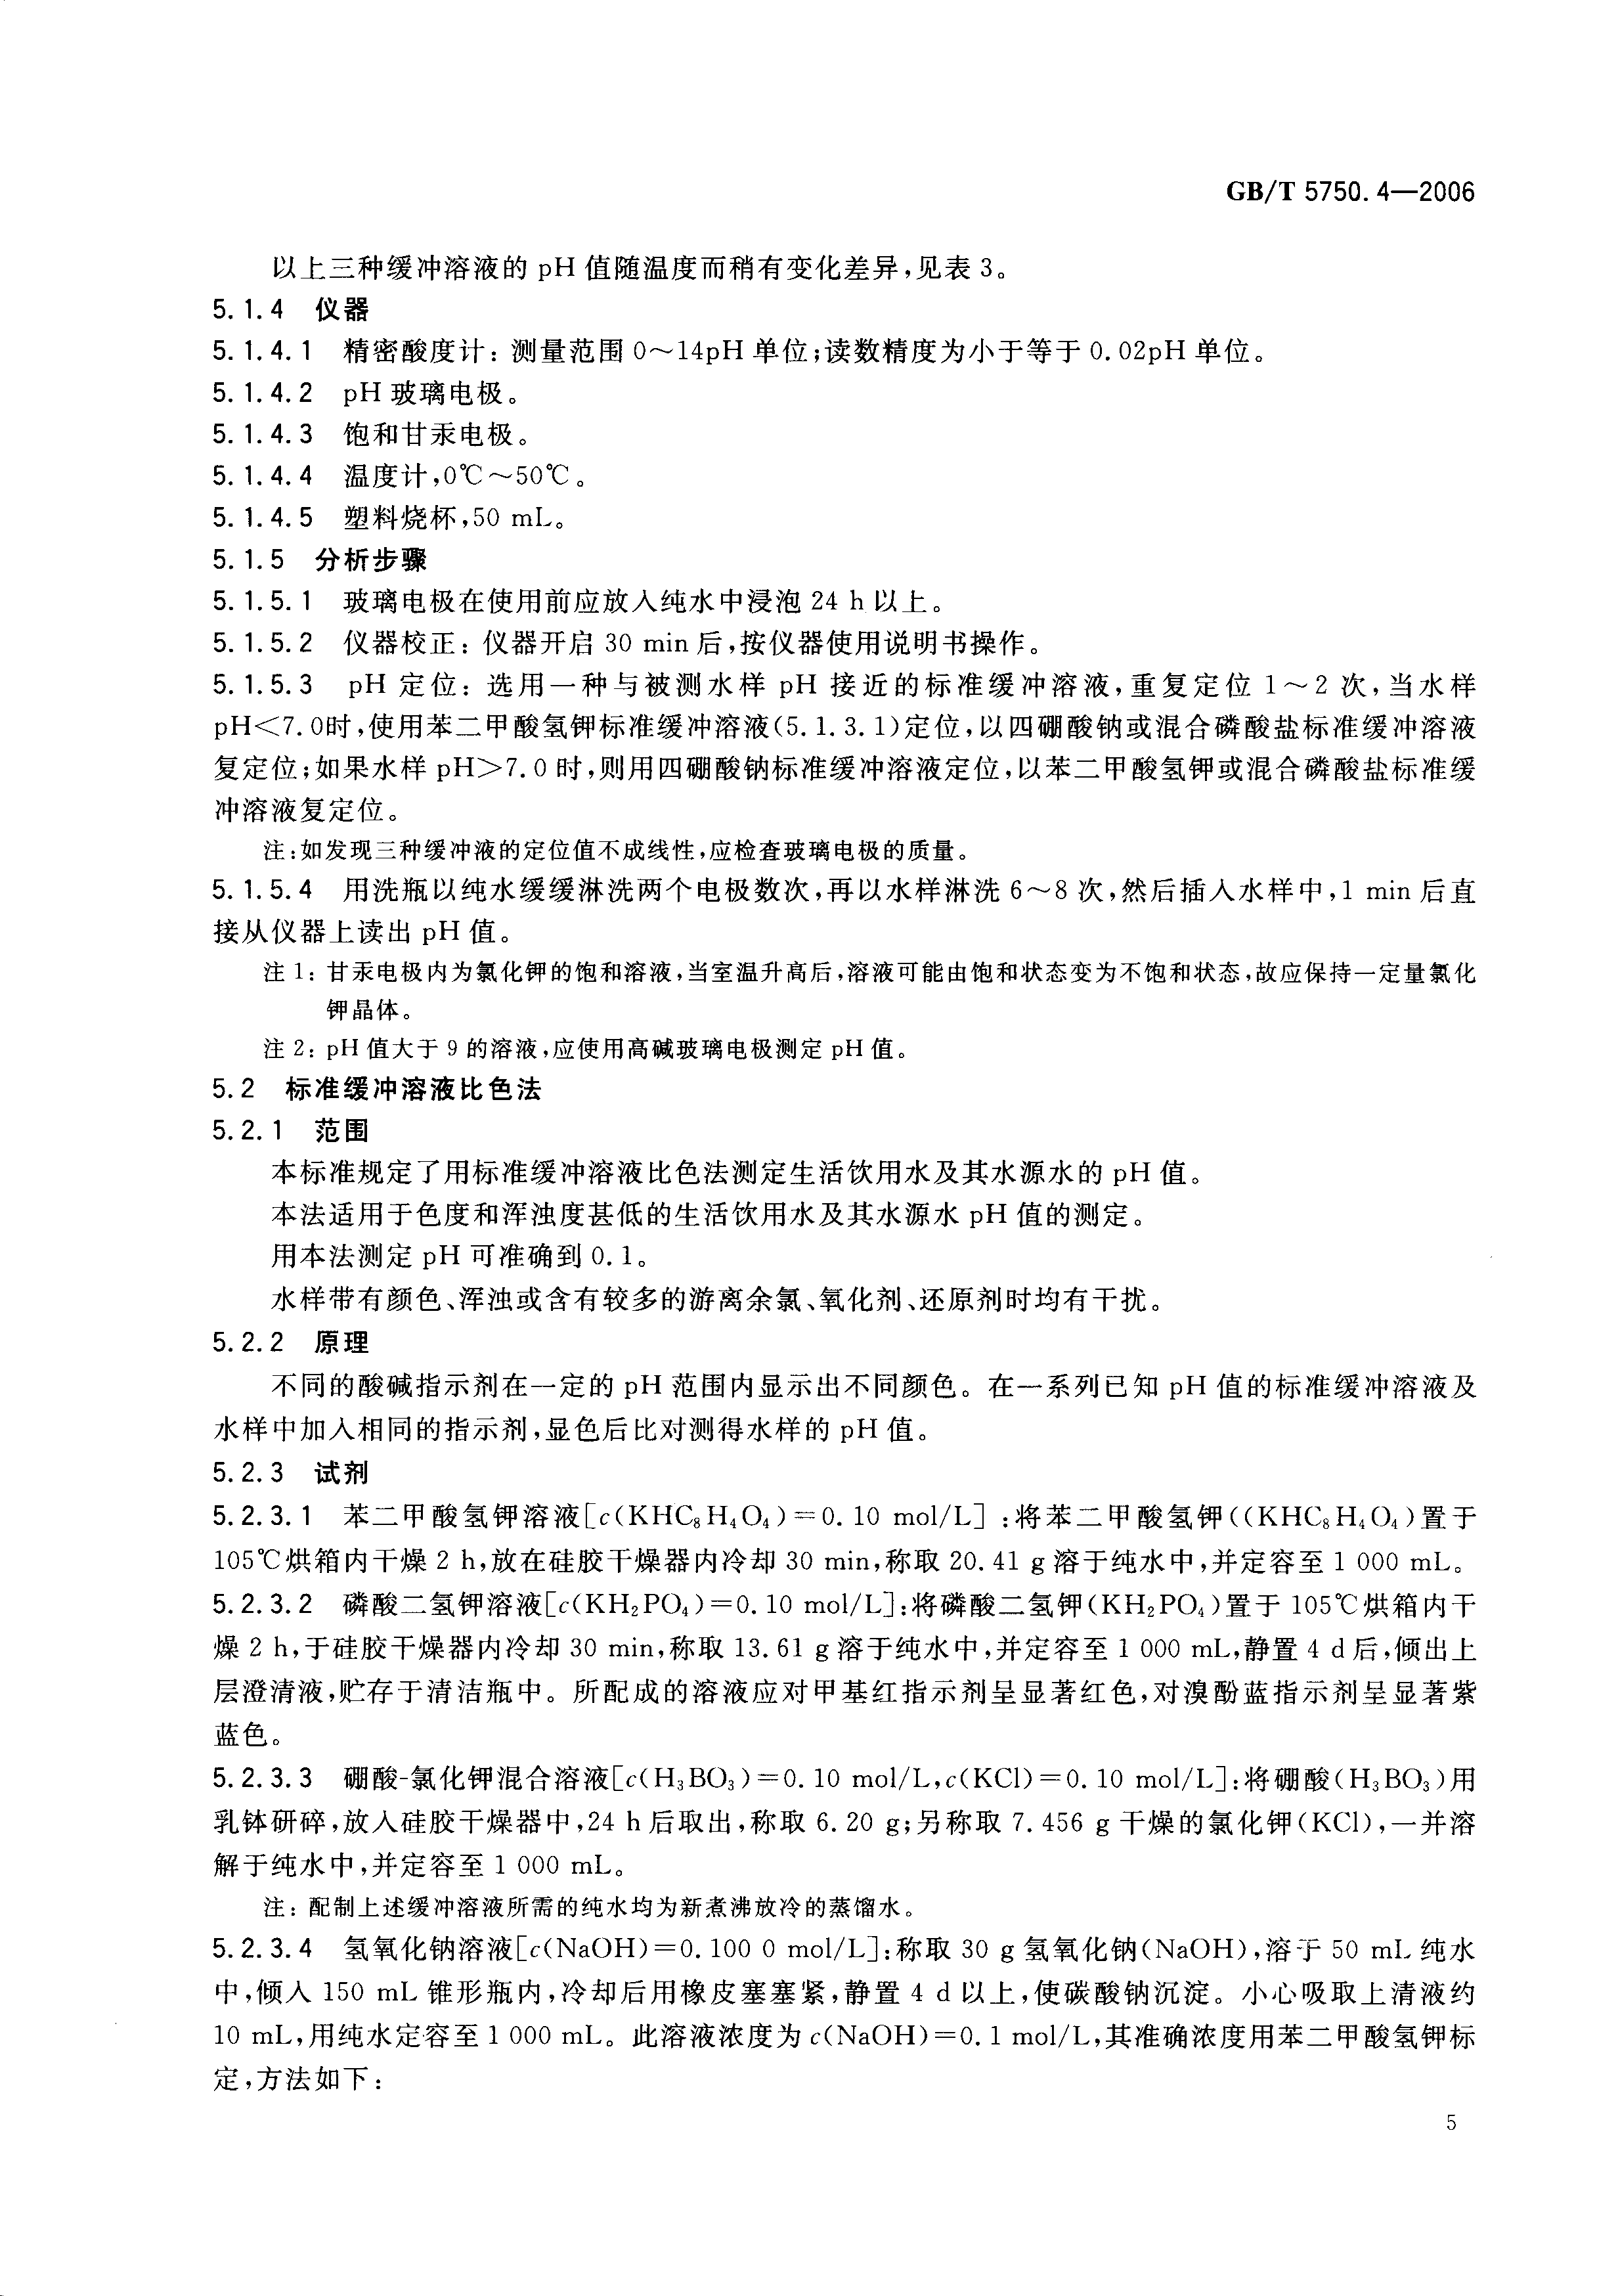 GB/T 5750.4—2006
以上三种缓冲溶液的 pH 值随温度而稍有变化差异,见表 3。
5.1.4 仪器
5.1.4.1 精密酸度计：测量范围 0～14pH 单位;读数精度为小于等于 0.02pH 单位。
5.1.4.2 pH 玻璃电极。
5.1.4.3 饱和甘汞电极。
5.1.4.4 温度计,0℃～50℃。
5.1.4.5 塑料烧杯,50 mL。
5.1.5 分析步骤
5.1.5.1 玻璃电极在使用前应放入纯水中浸泡 24 h 以上。
5.1.5.2 仪器校正：仪器开启 30 min 后,按仪器使用说明书操作。
5.1.5.3 pH 定位：选用一种与被测水样 pH 接近的标准缓冲溶液,重复定位 1～2 次,当水样
pH＜7.0时,使用苯二甲酸氢钾标准缓冲溶液(5.1.3.1)定位,以四硼酸钠或混合磷酸盐标准缓冲溶液
复定位;如果水样 pH＞7.0 时,则用四硼酸钠标准缓冲溶液定位,以苯二甲酸氢钾或混合磷酸盐标准缓
冲溶液复定位。
注:如发现三种缓冲液的定位值不成线性,应检查玻璃电极的质量。
5.1.5.4 用洗瓶以纯水缓缓淋洗两个电极数次,再以水样淋洗 6～8 次,然后插入水样中,1 min 后直
接从仪器上读出 pH 值。
注 1：甘汞电极内为氯化钾的饱和溶液,当室温升高后,溶液可能由饱和状态变为不饱和状态,故应保持一定量氯化
钾晶体。
注 2：pH 值大于 9 的溶液,应使用高碱玻璃电极测定 pH 值。
5.2 标准缓冲溶液比色法
5.2.1 范围
本标准规定了用标准缓冲溶液比色法测定生活饮用水及其水源水的 pH 值。
本法适用于色度和浑浊度甚低的生活饮用水及其水源水 pH 值的测定。
用本法测定 pH 可准确到 0.1。
水样带有颜色、浑浊或含有较多的游离余氯、氧化剂、还原剂时均有干扰。
5.2.2 原理
不同的酸碱指示剂在一定的 pH 范围内显示出不同颜色。在一系列已知 pH 值的标准缓冲溶液及
水样中加入相同的指示剂,显色后比对测得水样的 pH 值。
5.2.3 试剂
5.2.3.1 苯二甲酸氢钾溶液[c(KHC₈H₄O₄)=0.10 mol/L]:将苯二甲酸氢钾((KHC₈H₄O₄)置于
105℃烘箱内干燥 2 h,放在硅胶干燥器内冷却 30 min,称取 20.41 g 溶于纯水中,并定容至 1 000 mL。
5.2.3.2 磷酸二氢钾溶液[c(KH₂PO₄)=0.10 mol/L]:将磷酸二氢钾(KH₂PO₄)置于 105℃烘箱内干
燥 2 h,于硅胶干燥器内冷却 30 min,称取 13.61 g 溶于纯水中,并定容至 1 000 mL,静置 4 d 后,倾出上
层澄清液,贮存于清洁瓶中。所配成的溶液应对甲基红指示剂呈显著红色,对溴酚蓝指示剂呈显著紫
蓝色。
5.2.3.3 硼酸-氯化钾混合溶液[c(H₃BO₃)=0.10 mol/L,c(KCl)=0.10 mol/L]:将硼酸(H₃BO₃)用
乳钵研碎,放入硅胶干燥器中,24 h 后取出,称取 6.20 g;另称取 7.456 g 干燥的氯化钾(KCl),一并溶
解于纯水中,并定容至 1 000 mL。
注：配制上述缓冲溶液所需的纯水均为新煮沸放冷的蒸馏水。
5.2.3.4 氢氧化钠溶液[c(NaOH)=0.100 0 mol/L]:称取 30 g 氢氧化钠(NaOH),溶于 50 mL 纯水
中,倾入 150 mL 锥形瓶内,冷却后用橡皮塞塞紧,静置 4 d 以上,使碳酸钠沉淀。小心吸取上清液约
10 mL,用纯水定容至 1 000 mL。此溶液浓度为 c(NaOH)=0.1 mol/L,其准确浓度用苯二甲酸氢钾标
定,方法如下：
5